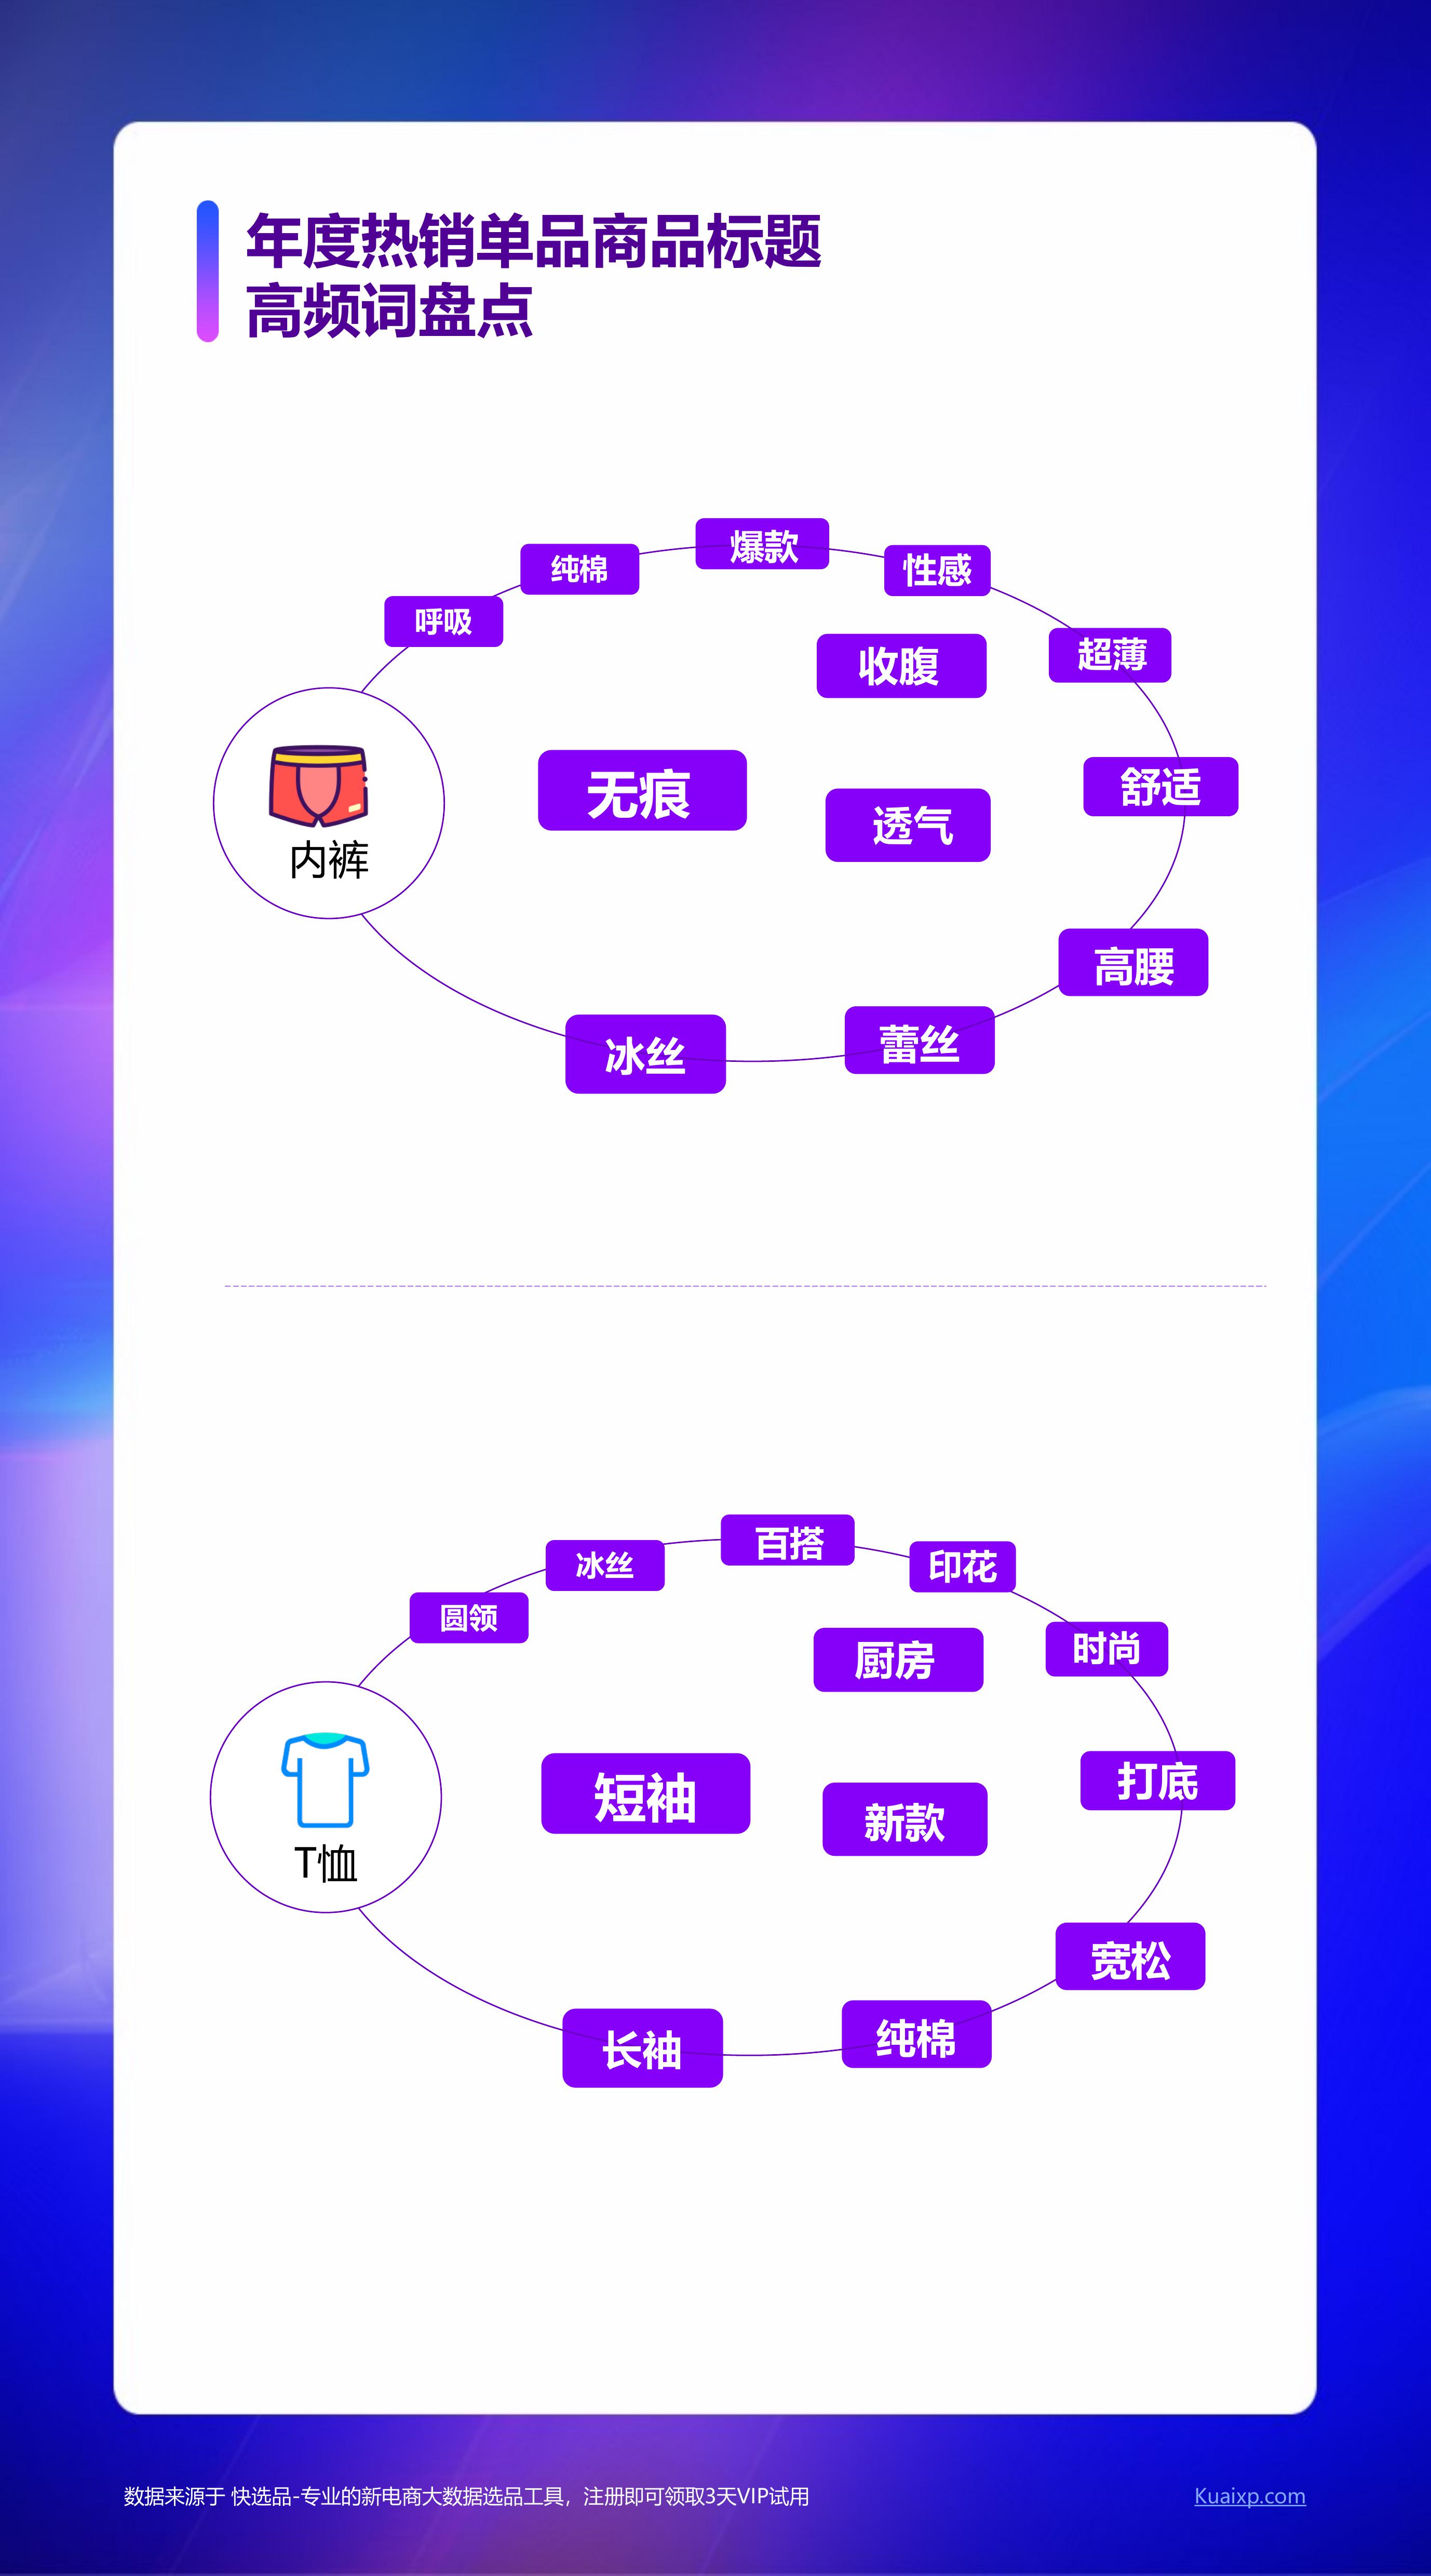 年度热销单品商品标题
高频词盘点
爆款
纯棉
性感
呼吸
超薄
收腹
无痕
舒适
透气
内裤
高腰
蕾丝
冰丝
百搭
冰丝
印花
圆领
时尚
厨房
短袖
打底
新款
T恤
宽松
纯棉
长袖
数据来源于 快选品-专业的新电商大数据选品工具，注册即可领取3天VIP试用
Kuaixp.com